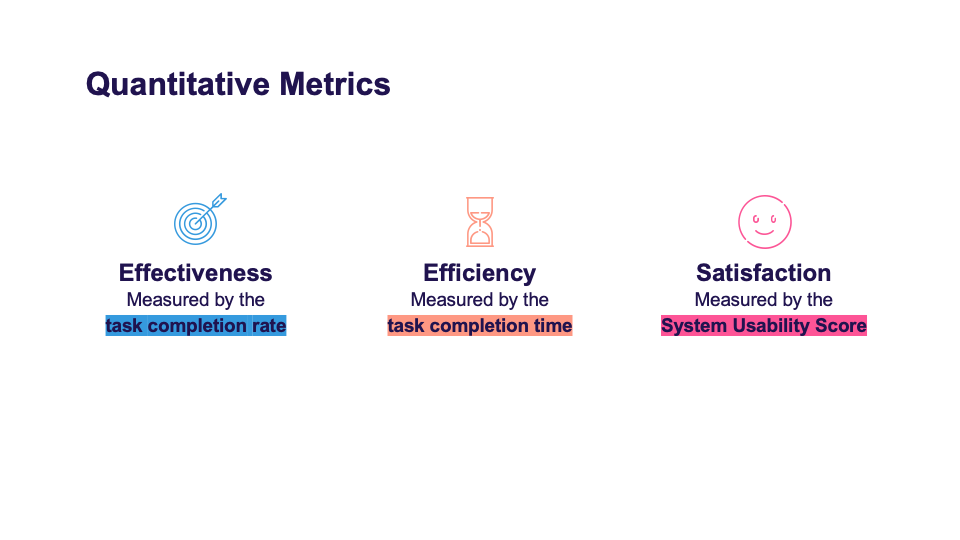 Quantitative Metrics
Effectiveness
Measured by the
task completion rate
Efficiency
Measured by the
task completion time
Satisfaction
Measured by the
System Usability Score